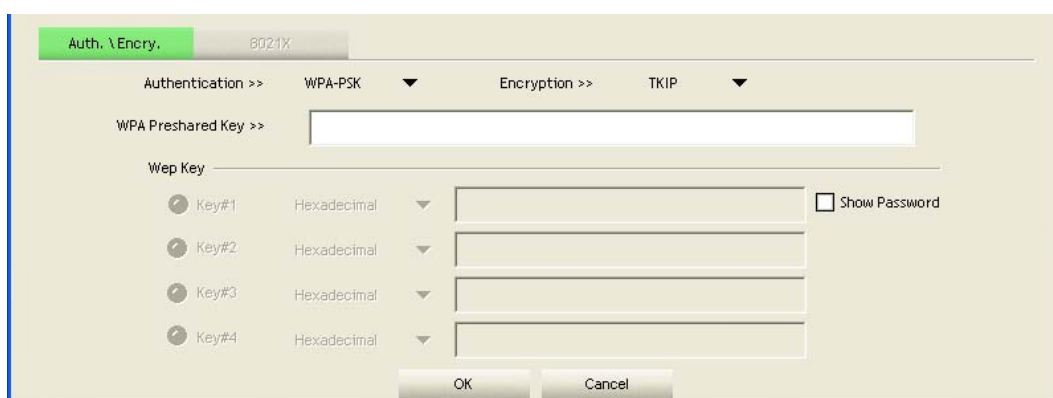 Auth. \ Encry. 8021X
Authentication >> WPA-PSK Encryption >> TKIP
WPA Preshared Key >>
Wep Key
Key#1 Hexadecimal Show Password
Key#2 Hexadecimal
Key#3 Hexadecimal
Key#4 Hexadecimal
OK Cancel